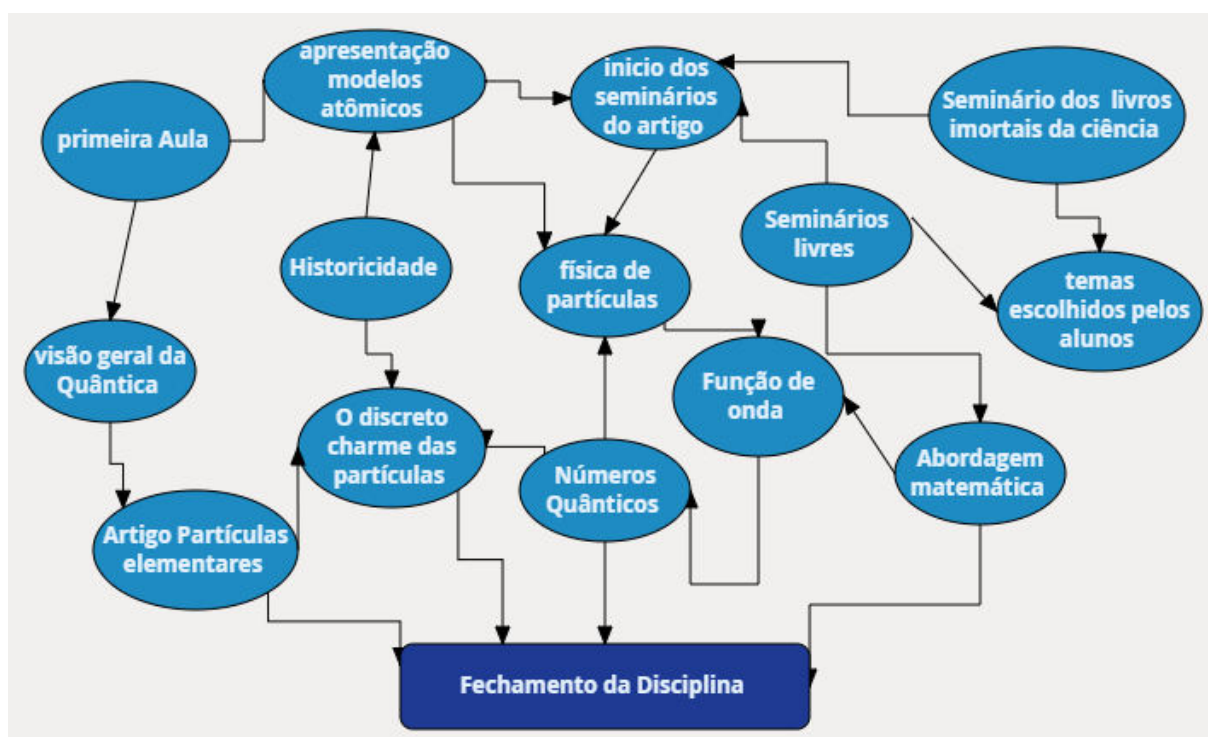 apresentação
modelos
atômicos
inicio dos
seminários
do artigo
Seminário dos livros
imortais da ciência
primeira Aula
Seminários
livres
Historicidade
física de
partículas
temas
escolhidos pelos
alunos
visão geral da
Quântica
Função de
onda
O discreto
charme das
partículas
Números
Quânticos
Abordagem
matemática
Artigo Partículas
elementares
Fechamento da Disciplina